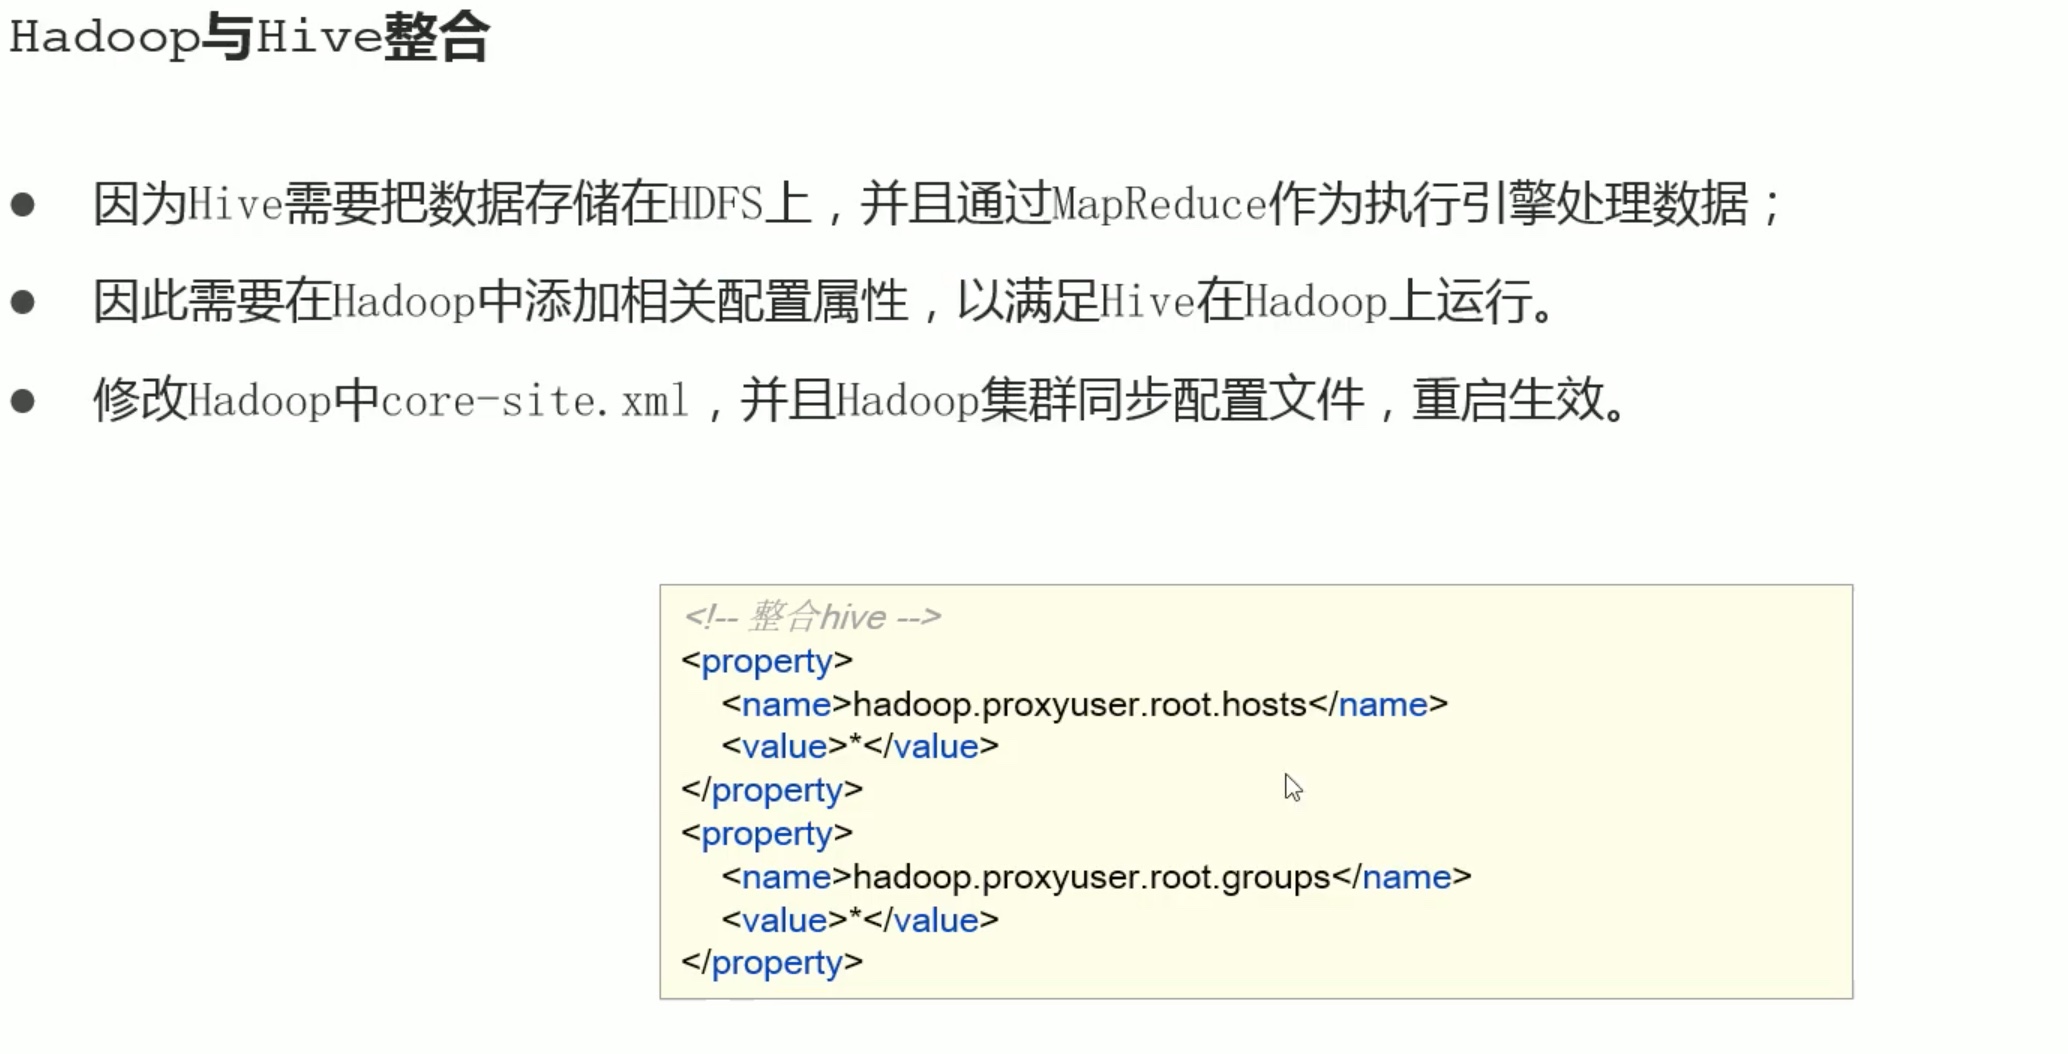 Hadoop与Hive整合
因为Hive需要把数据存储在HDFS上，并且通过MapReduce作为执行引擎处理数据；
因此需要在Hadoop中添加相关配置属性，以满足Hive在Hadoop上运行。
修改Hadoop中core-site.xml，并且Hadoop集群同步配置文件，重启生效。
<!-- 整合hive -->
<property>
<name>hadoop.proxyuser.root.hosts</name>
<value>*</value>
</property>
<property>
<name>hadoop.proxyuser.root.groups</name>
<value>*</value>
</property>